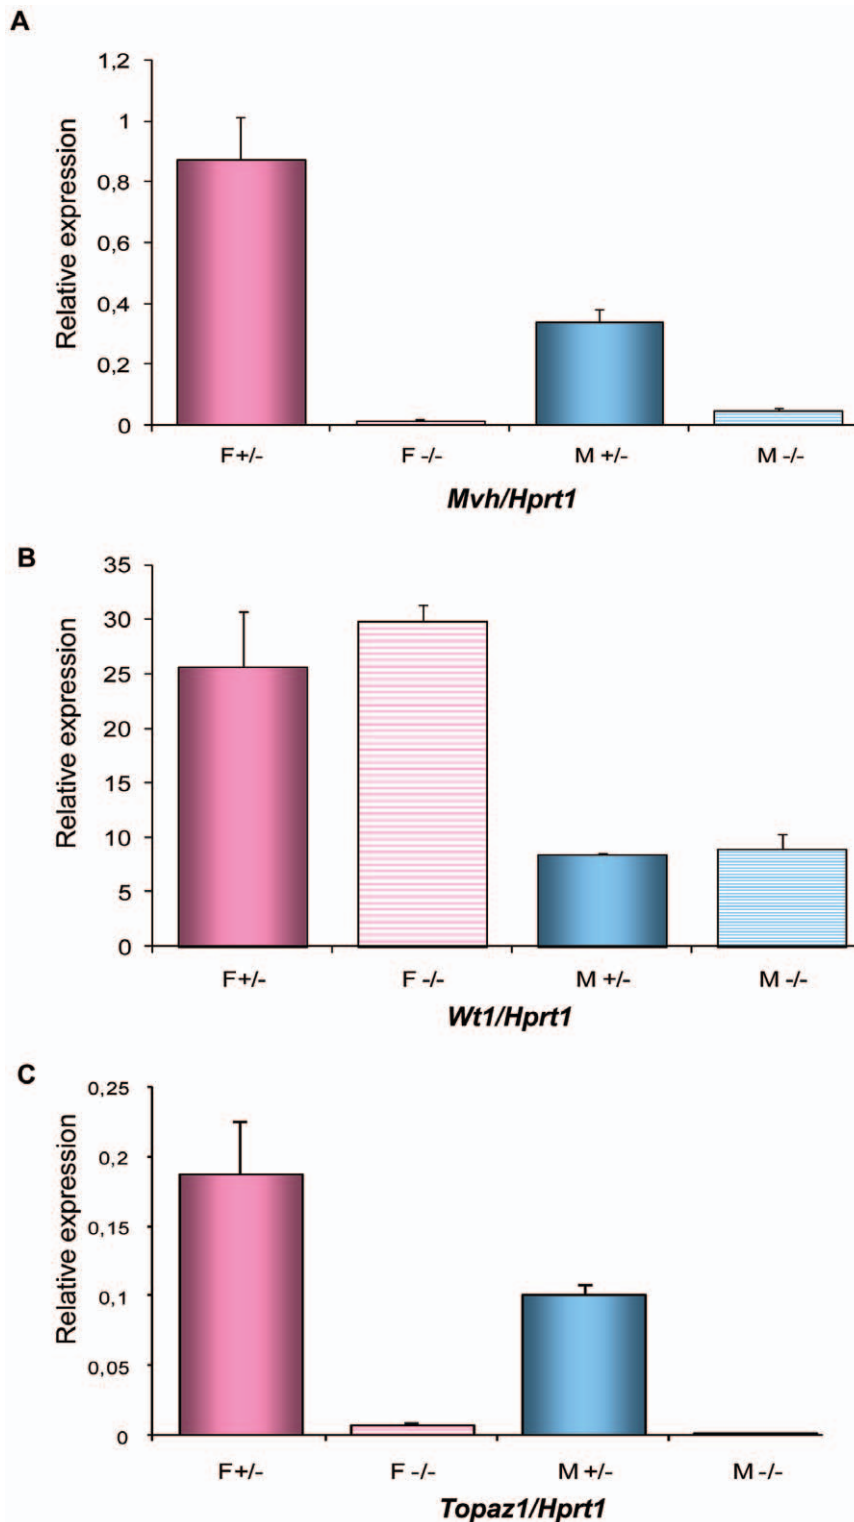 A
Relative expression
1,2
1
0,8
0,6
0,4
0,2
0
F+/- F -/- M +/- M -/-
Mvh/Hprt1
B
Relative expression
35
30
25
20
15
10
5
0
F+/- F -/- M +/- M -/-
Wt1/Hprt1
C
Relative expression
0,25
0,2
0,15
0,1
0,05
0
F+/- F -/- M +/- M -/-
Topaz1/Hprt1